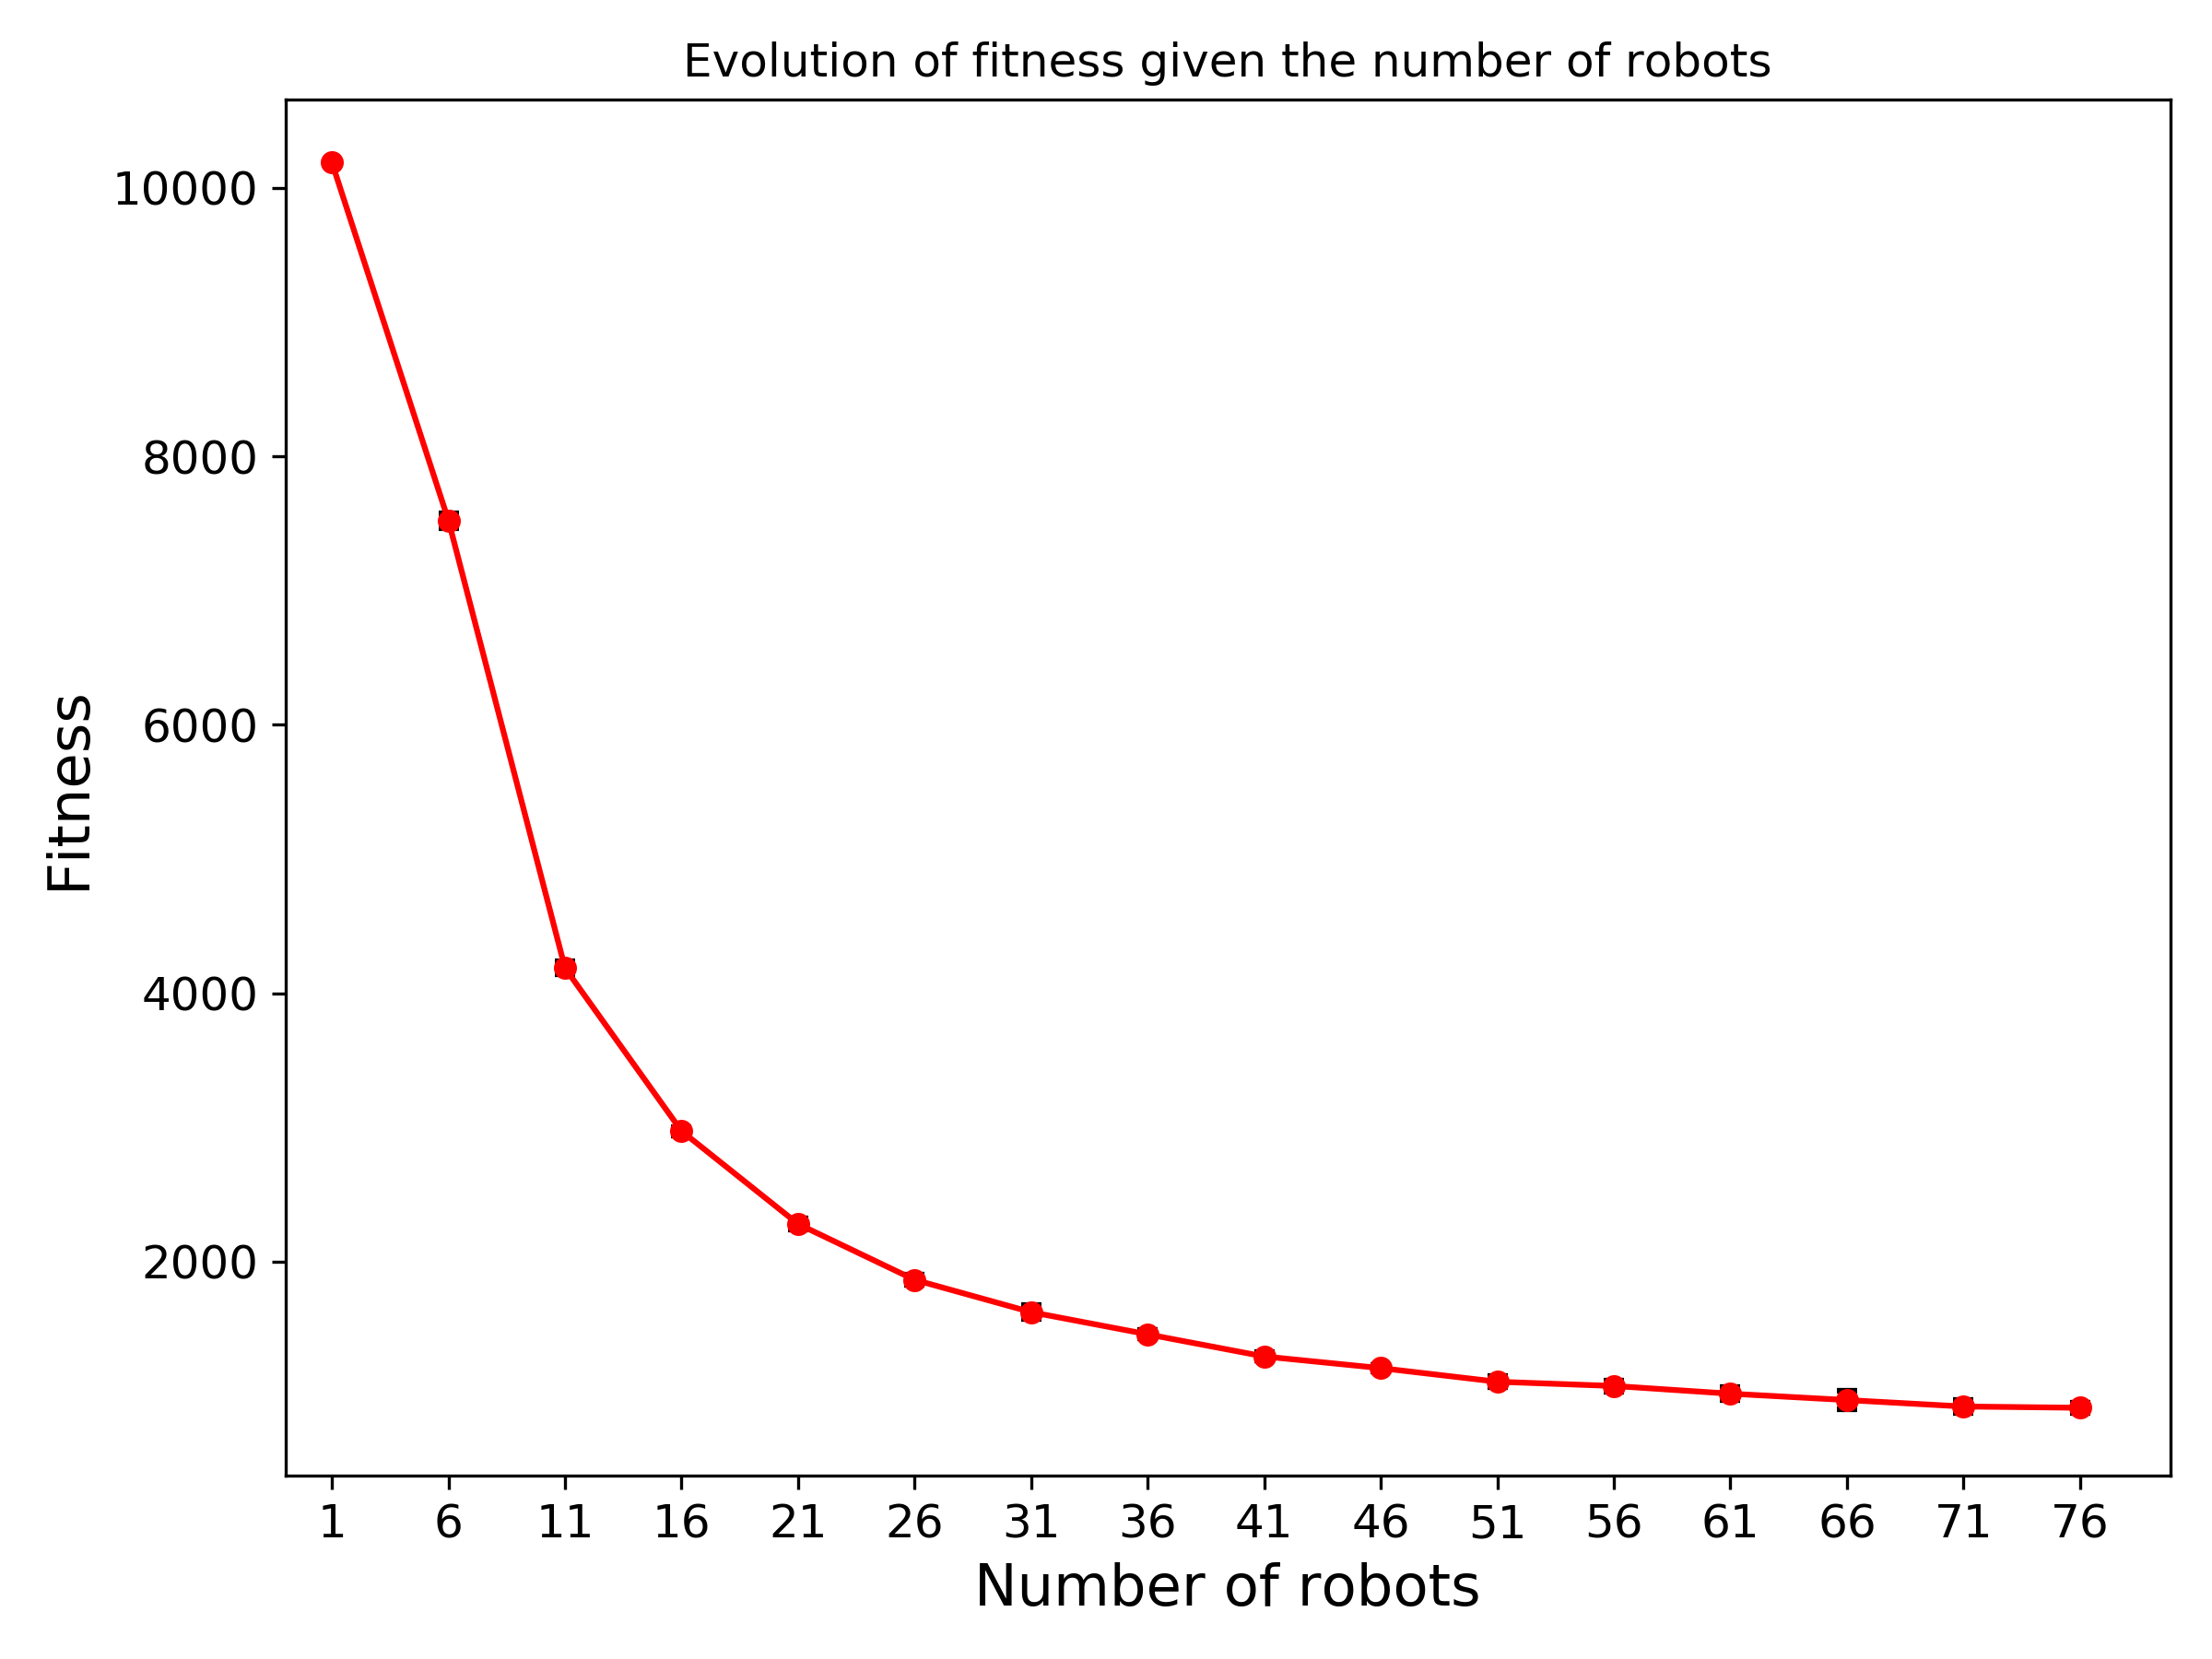 Evolution of fitness given the number of robots
10000
8000
6000
4000
2000
Fitness
1 6 11 16 21 26 31 36 41 46 51 56 61 66 71 76
Number of robots